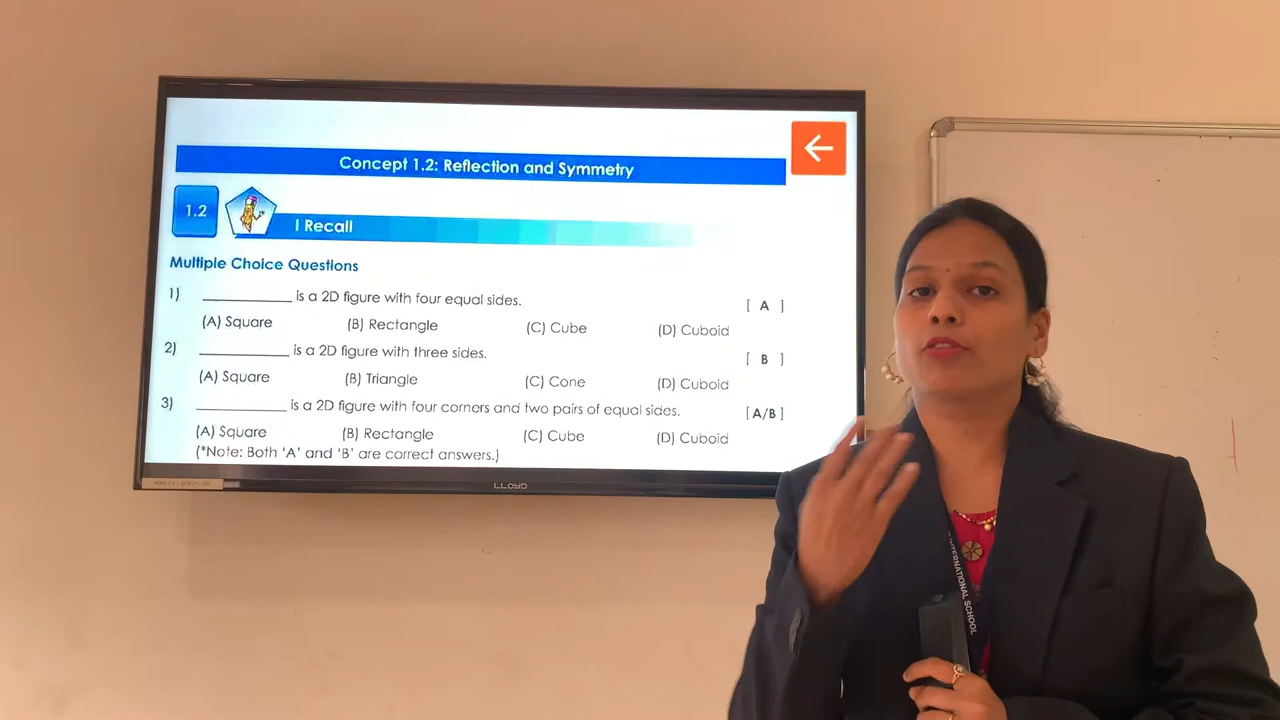 Concept 1.2: Reflection and Symmetry
1.2
I Recall
Multiple Choice Questions
1) __________ is a 2D figure with four equal sides. [ A ]
(A) Square (B) Rectangle (C) Cube (D) Cuboid
2) __________ is a 2D figure with three sides. [ B ]
(A) Square (B) Triangle (C) Cone (D) Cuboid
3) __________ is a 2D figure with four corners and two pairs of equal sides. [ A/B ]
(A) Square (B) Rectangle (C) Cube (D) Cuboid
(*Note: Both ‘A’ and ‘B’ are correct answers.)
LLOYD
INTERNATIONAL SCHOOL